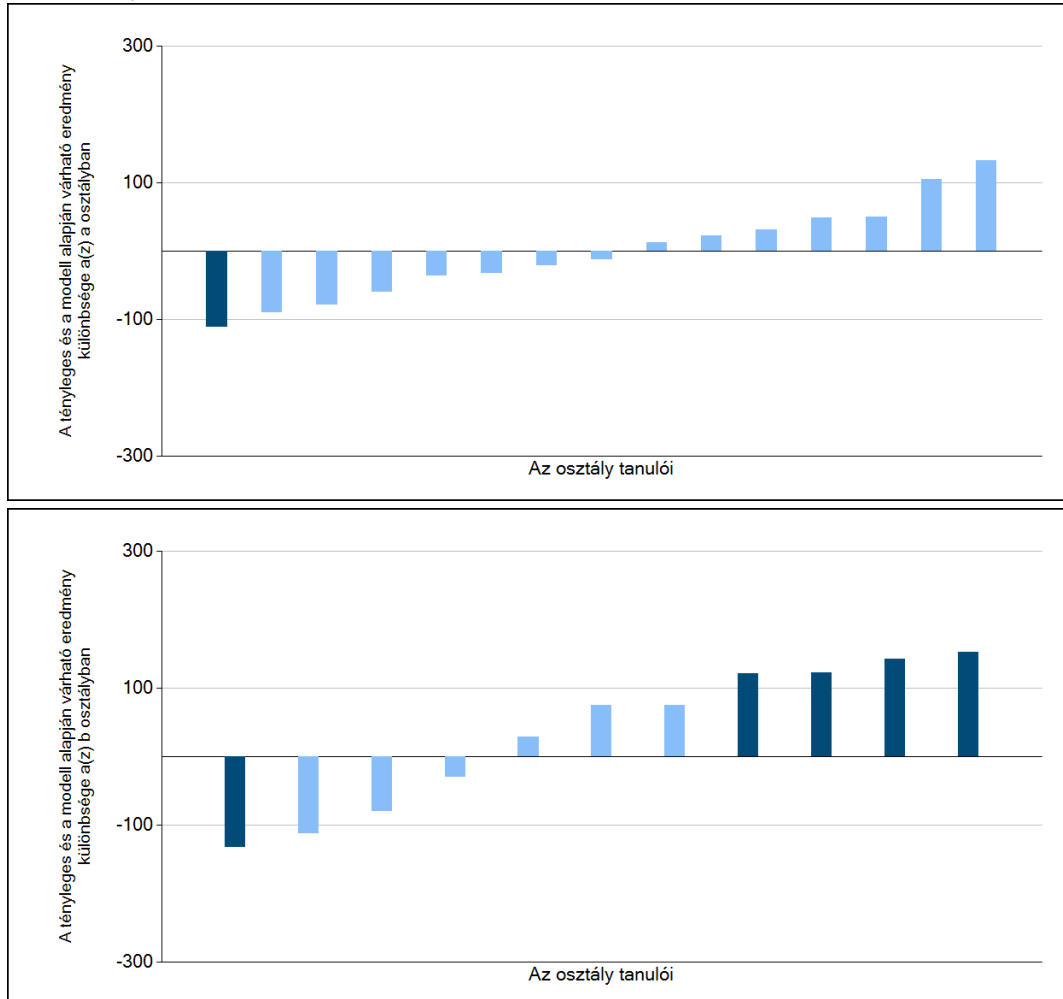 300
100
-100
-300
A tényleges és a modell alapján várható eredmény
különbsége a(z) a osztályban
Az osztály tanulói
300
100
-100
-300
A tényleges és a modell alapján várható eredmény
különbsége a(z) b osztályban
Az osztály tanulói